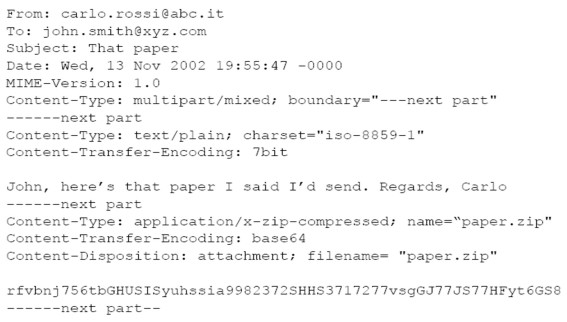 From: carlo.rossi@abc.it
To: john.smith@xyz.com
Subject: That paper
Date: Wed, 13 Nov 2002 19:55:47 -0000
MIME-Version: 1.0
Content-Type: multipart/mixed; boundary="---next part"
------next part
Content-Type: text/plain; charset="iso-8859-1"
Content-Transfer-Encoding: 7bit

John, here’s that paper I said I’d send. Regards, Carlo
------next part
Content-Type: application/x-zip-compressed; name=“paper.zip"
Content-Transfer-Encoding: base64
Content-Disposition: attachment; filename= "paper.zip"

rfvbnj756tbGHUSISyuhssia9982372SHHS3717277vsgGJ77JS77HFyt6GS8
------next part--